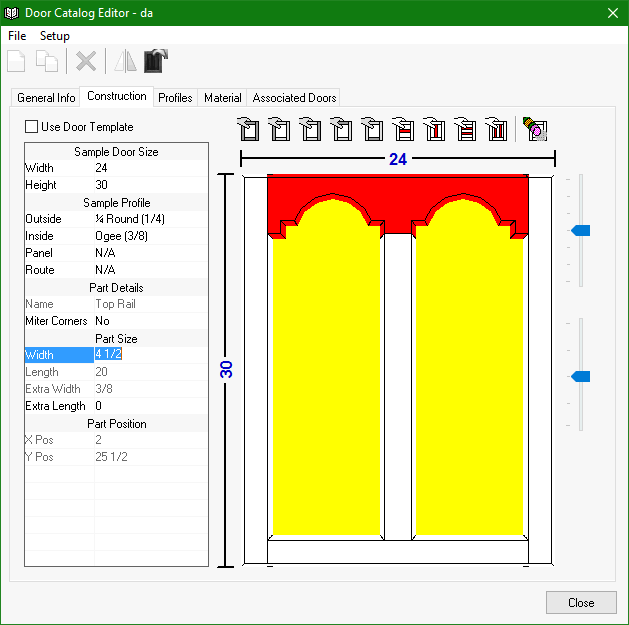 Door Catalog Editor - da
File Setup
General Info Construction Profiles Material Associated Doors
Use Door Template
Sample Door Size
Width 24
Height 30
Sample Profile
Outside ¼ Round (1/4)
Inside Ogee (3/8)
Panel N/A
Route N/A
Part Details
Name Top Rail
Miter Corners No
Part Size
Width 4 1/2
Length 20
Extra Width 3/8
Extra Length 0
Part Position
X Pos 2
Y Pos 25 1/2
24
30
Close